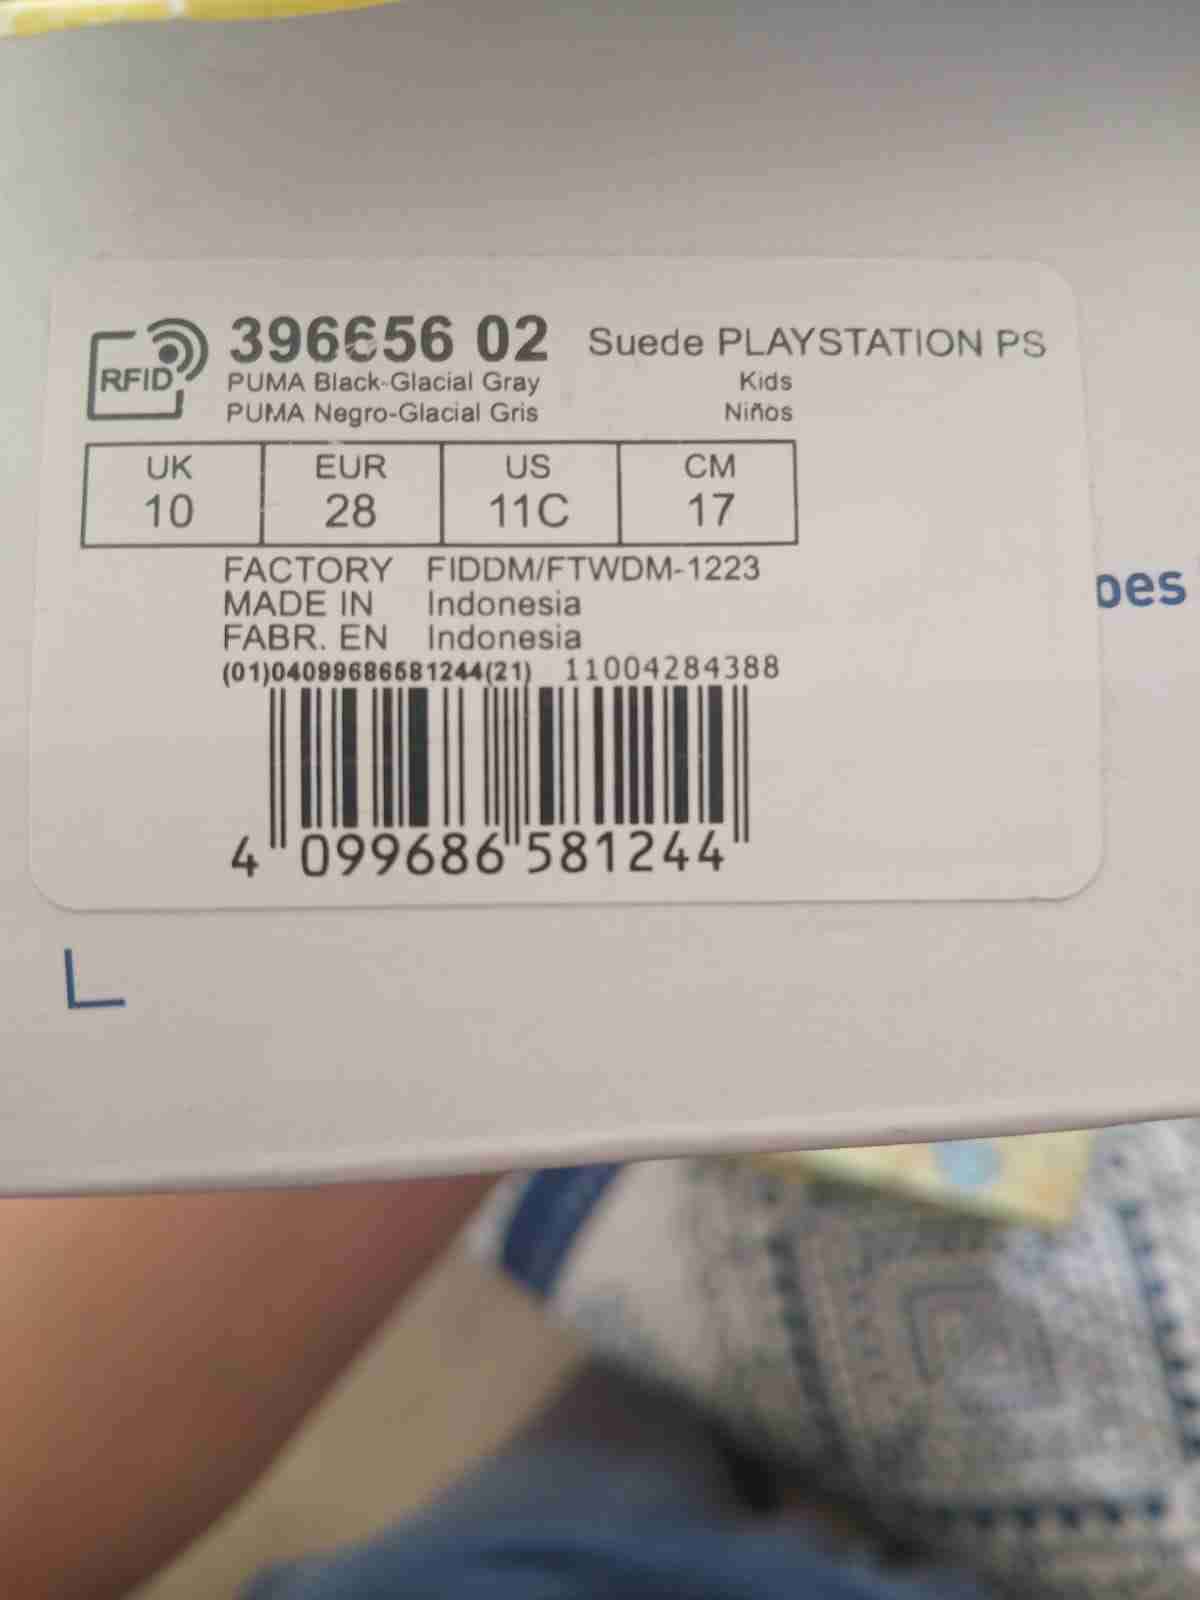 RFID
396656 02 Suede PLAYSTATION PS
PUMA Black-Glacial Gray Kids
PUMA Negro-Glacial Gris Niños
UK EUR US CM
10 28 11C 17
FACTORY FIDDM/FTWDM-1223
MADE IN Indonesia
FABR. EN Indonesia
(01)04099686581244(21) 11004284388
4 099686 581244
oes